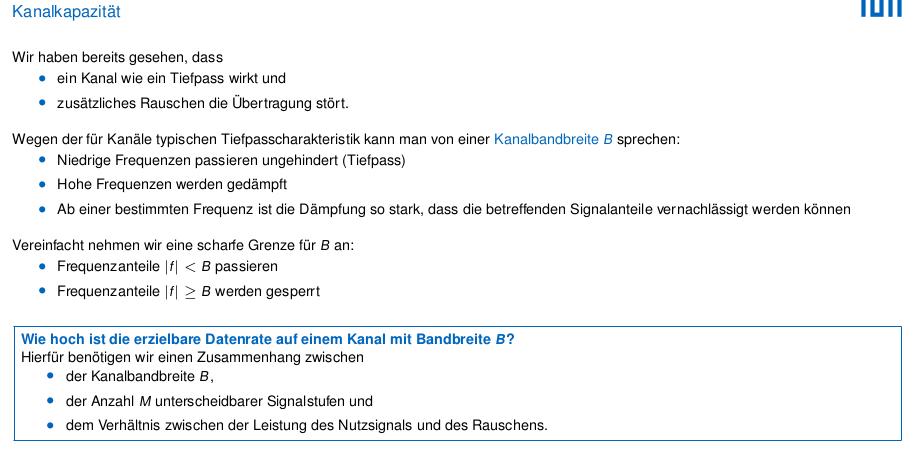 Kanalkapazität
Wir haben bereits gesehen, dass
• ein Kanal wie ein Tiefpass wirkt und
• zusätzliches Rauschen die Übertragung stört.
Wegen der für Kanäle typischen Tiefpasscharakteristik kann man von einer Kanalbandbreite B sprechen:
• Niedrige Frequenzen passieren ungehindert (Tiefpass)
• Hohe Frequenzen werden gedämpft
• Ab einer bestimmten Frequenz ist die Dämpfung so stark, dass die betreffenden Signalanteile vernachlässigt werden können
Vereinfacht nehmen wir eine scharfe Grenze für B an:
• Frequenzanteile |f| < B passieren
• Frequenzanteile |f| ≥ B werden gesperrt
Wie hoch ist die erzielbare Datenrate auf einem Kanal mit Bandbreite B?
Hierfür benötigen wir einen Zusammenhang zwischen
• der Kanalbandbreite B,
• der Anzahl M unterscheidbarer Signalstufen und
• dem Verhältnis zwischen der Leistung des Nutzsignals und des Rauschens.